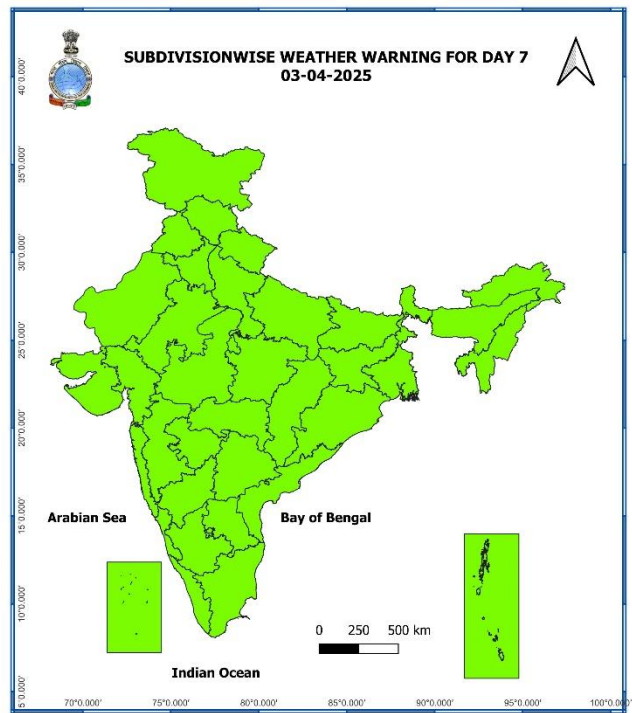 SUBDIVISIONWISE WEATHER WARNING FOR DAY 7
03-04-2025
40°0.000'
35°0.000'
30°0.000'
25°0.000'
20°0.000'
15°0.000'
10°0.000'
5°0.000'
Arabian Sea
Bay of Bengal
0 250 500 km
Indian Ocean
70°0.000' 75°0.000' 80°0.000' 85°0.000' 90°0.000' 95°0.000' 100°0.000'